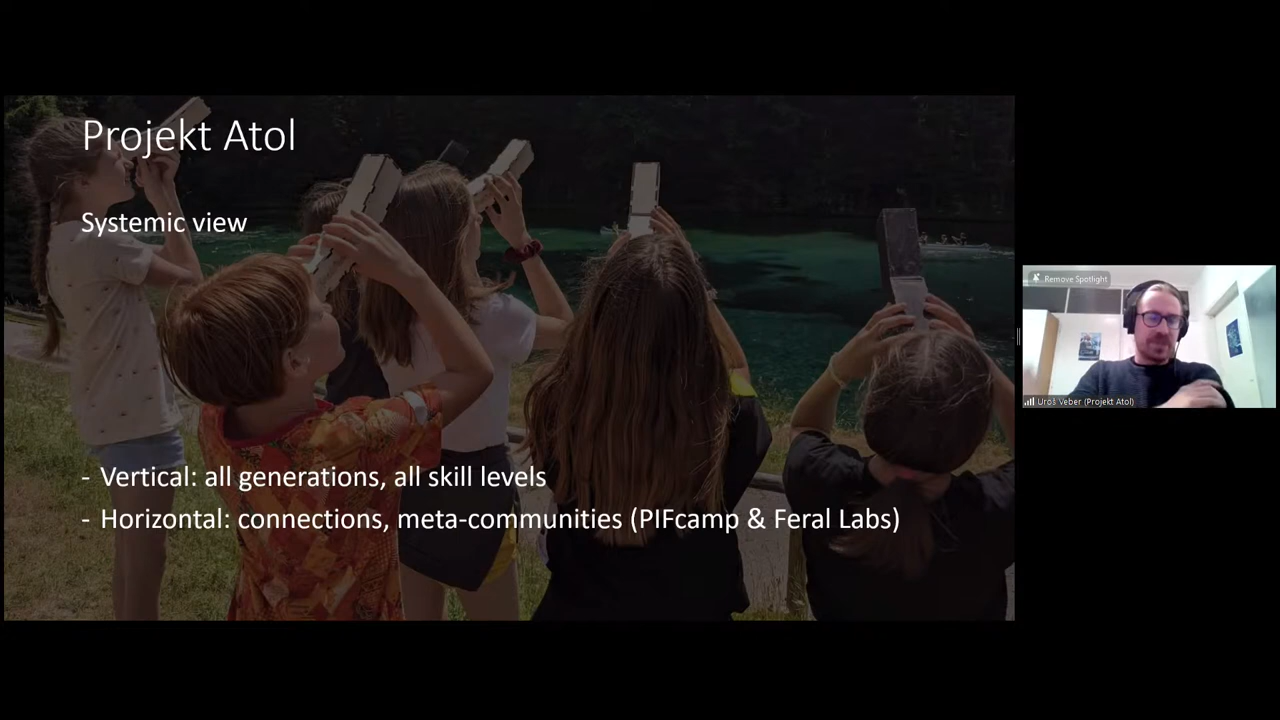 Projekt Atol
Systemic view
- Vertical: all generations, all skill levels
- Horizontal: connections, meta-communities (PIFcamp & Feral Labs)
Remove Spotlight
Uroš Veber (Projekt Atol)